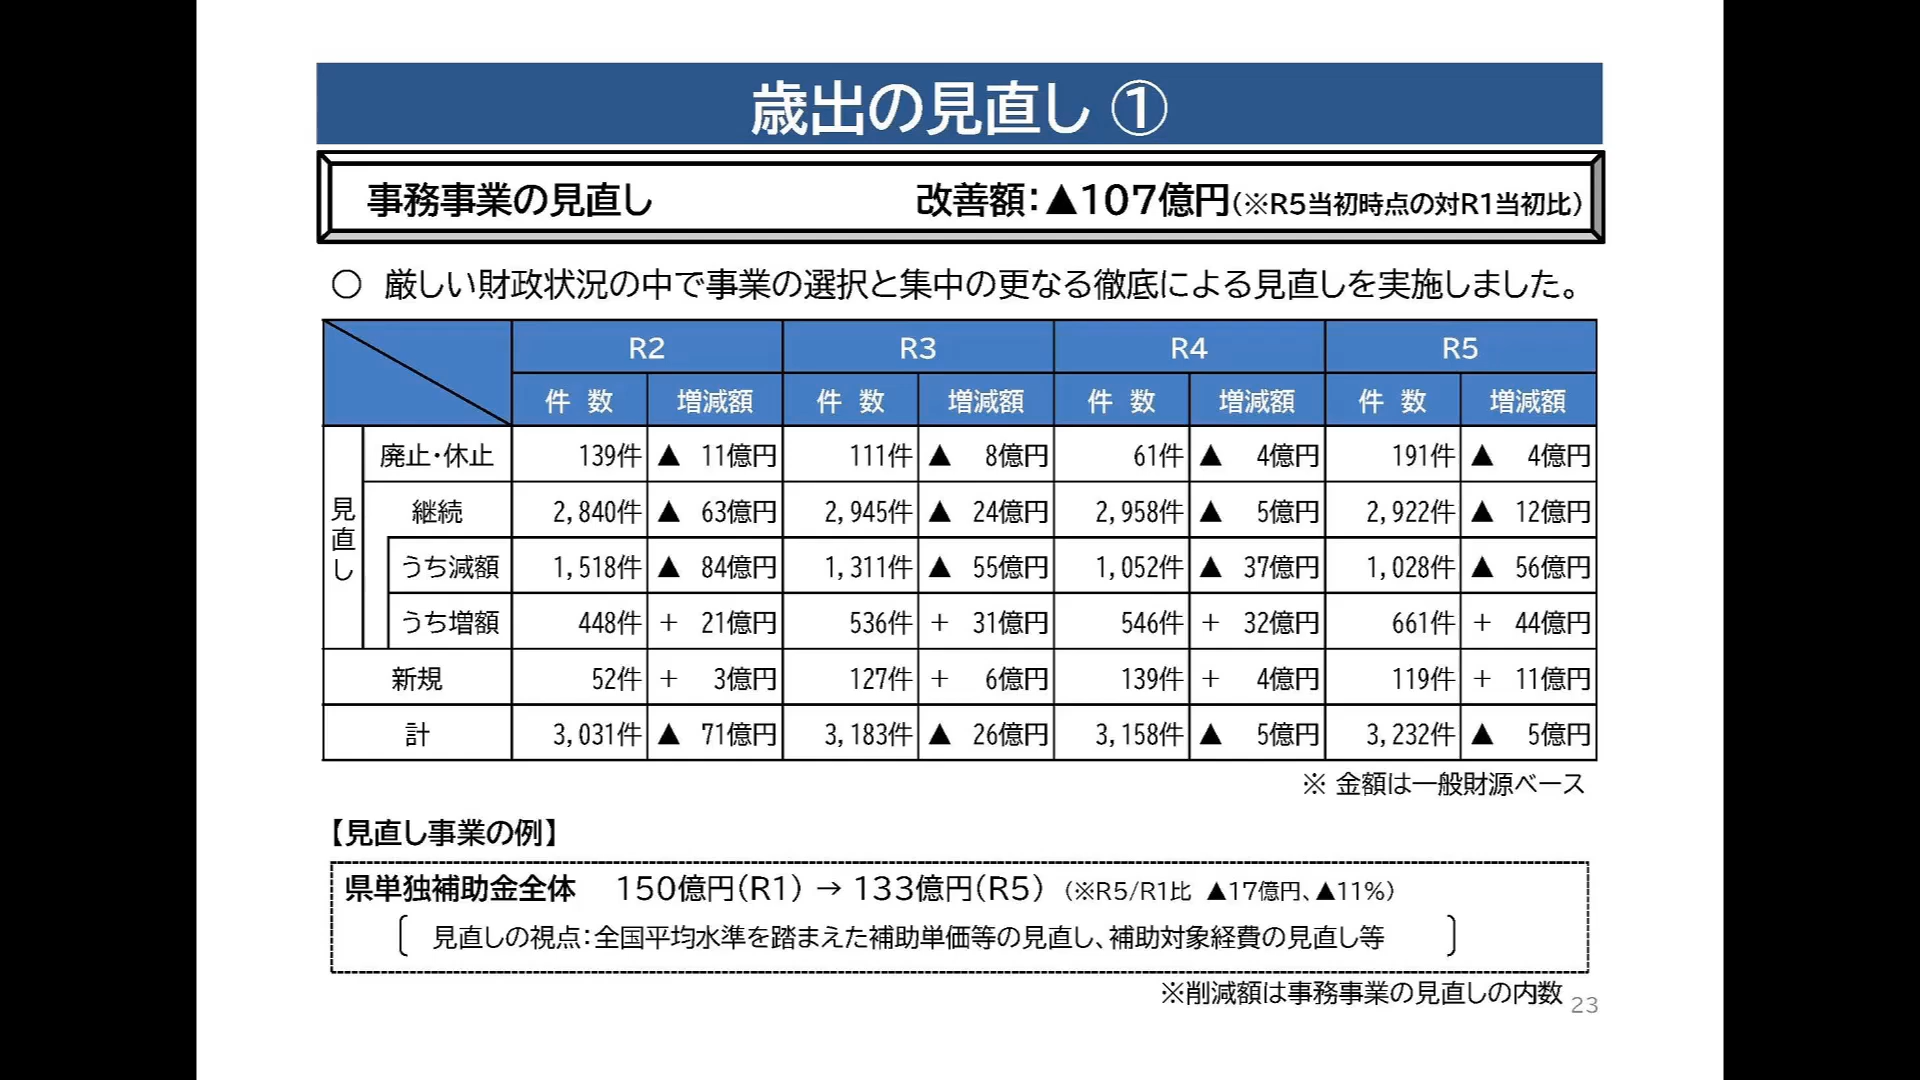 歳出の見直し ①
事務事業の見直し 改善額：▲107億円（※R5当初時点の対R1当初比）
○ 厳しい財政状況の中で事業の選択と集中の更なる徹底による見直しを実施しました。
R2 R3 R4 R5
件 数 増減額 件 数 増減額 件 数 増減額 件 数 増減額
見直し
廃止・休止 139件 ▲ 11億円 111件 ▲ 8億円 61件 ▲ 4億円 191件 ▲ 4億円
継続 2,840件 ▲ 63億円 2,945件 ▲ 24億円 2,958件 ▲ 5億円 2,922件 ▲ 12億円
うち減額 1,518件 ▲ 84億円 1,311件 ▲ 55億円 1,052件 ▲ 37億円 1,028件 ▲ 56億円
うち増額 448件 ＋ 21億円 536件 ＋ 31億円 546件 ＋ 32億円 661件 ＋ 44億円
新規 52件 ＋ 3億円 127件 ＋ 6億円 139件 ＋ 4億円 119件 ＋ 11億円
計 3,031件 ▲ 71億円 3,183件 ▲ 26億円 3,158件 ▲ 5億円 3,232件 ▲ 5億円
※ 金額は一般財源ベース
【見直し事業の例】
県単独補助金全体 150億円（R1） → 133億円（R5） （※R5/R1比 ▲17億円、▲11%）
〔 見直しの視点：全国平均水準を踏まえた補助単価等の見直し、補助対象経費の見直し等 〕
※削減額は事務事業の見直しの内数
23